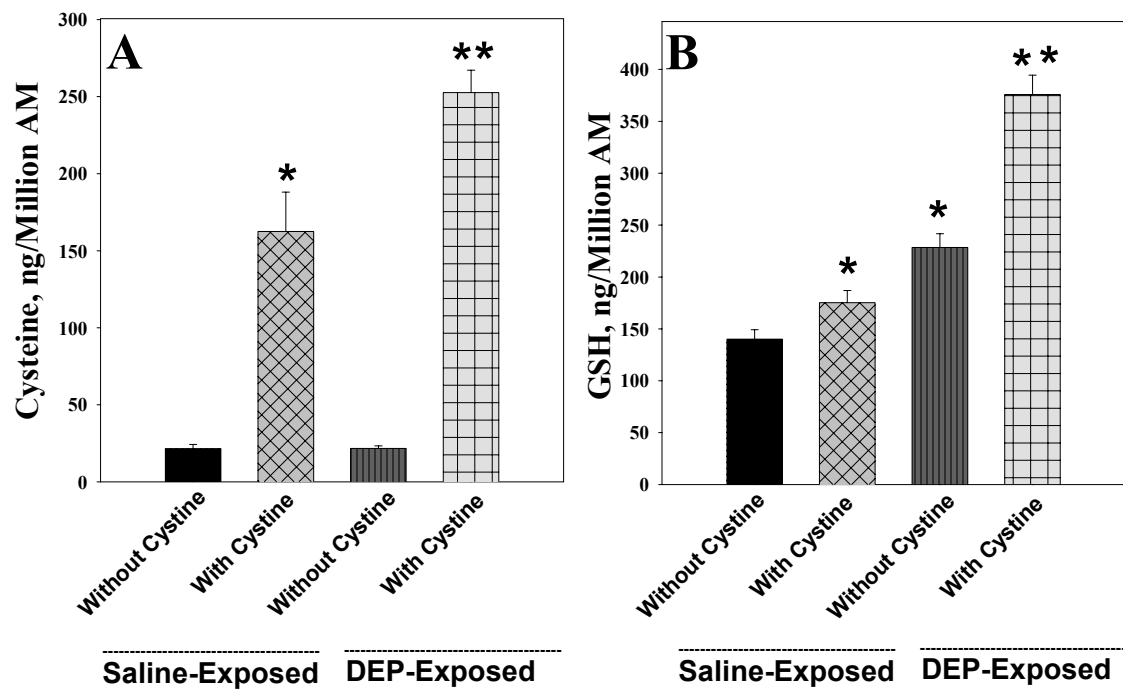 A
Cysteine, ng/Million AM
300
250
200
150
100
50
0
*
**
Without Cystine
With Cystine
Without Cystine
With Cystine
Saline-Exposed
DEP-Exposed
B
GSH, ng/Million AM
400
350
300
250
200
150
100
50
0
*
*
**
Without Cystine
With Cystine
Without Cystine
With Cystine
Saline-Exposed
DEP-Exposed